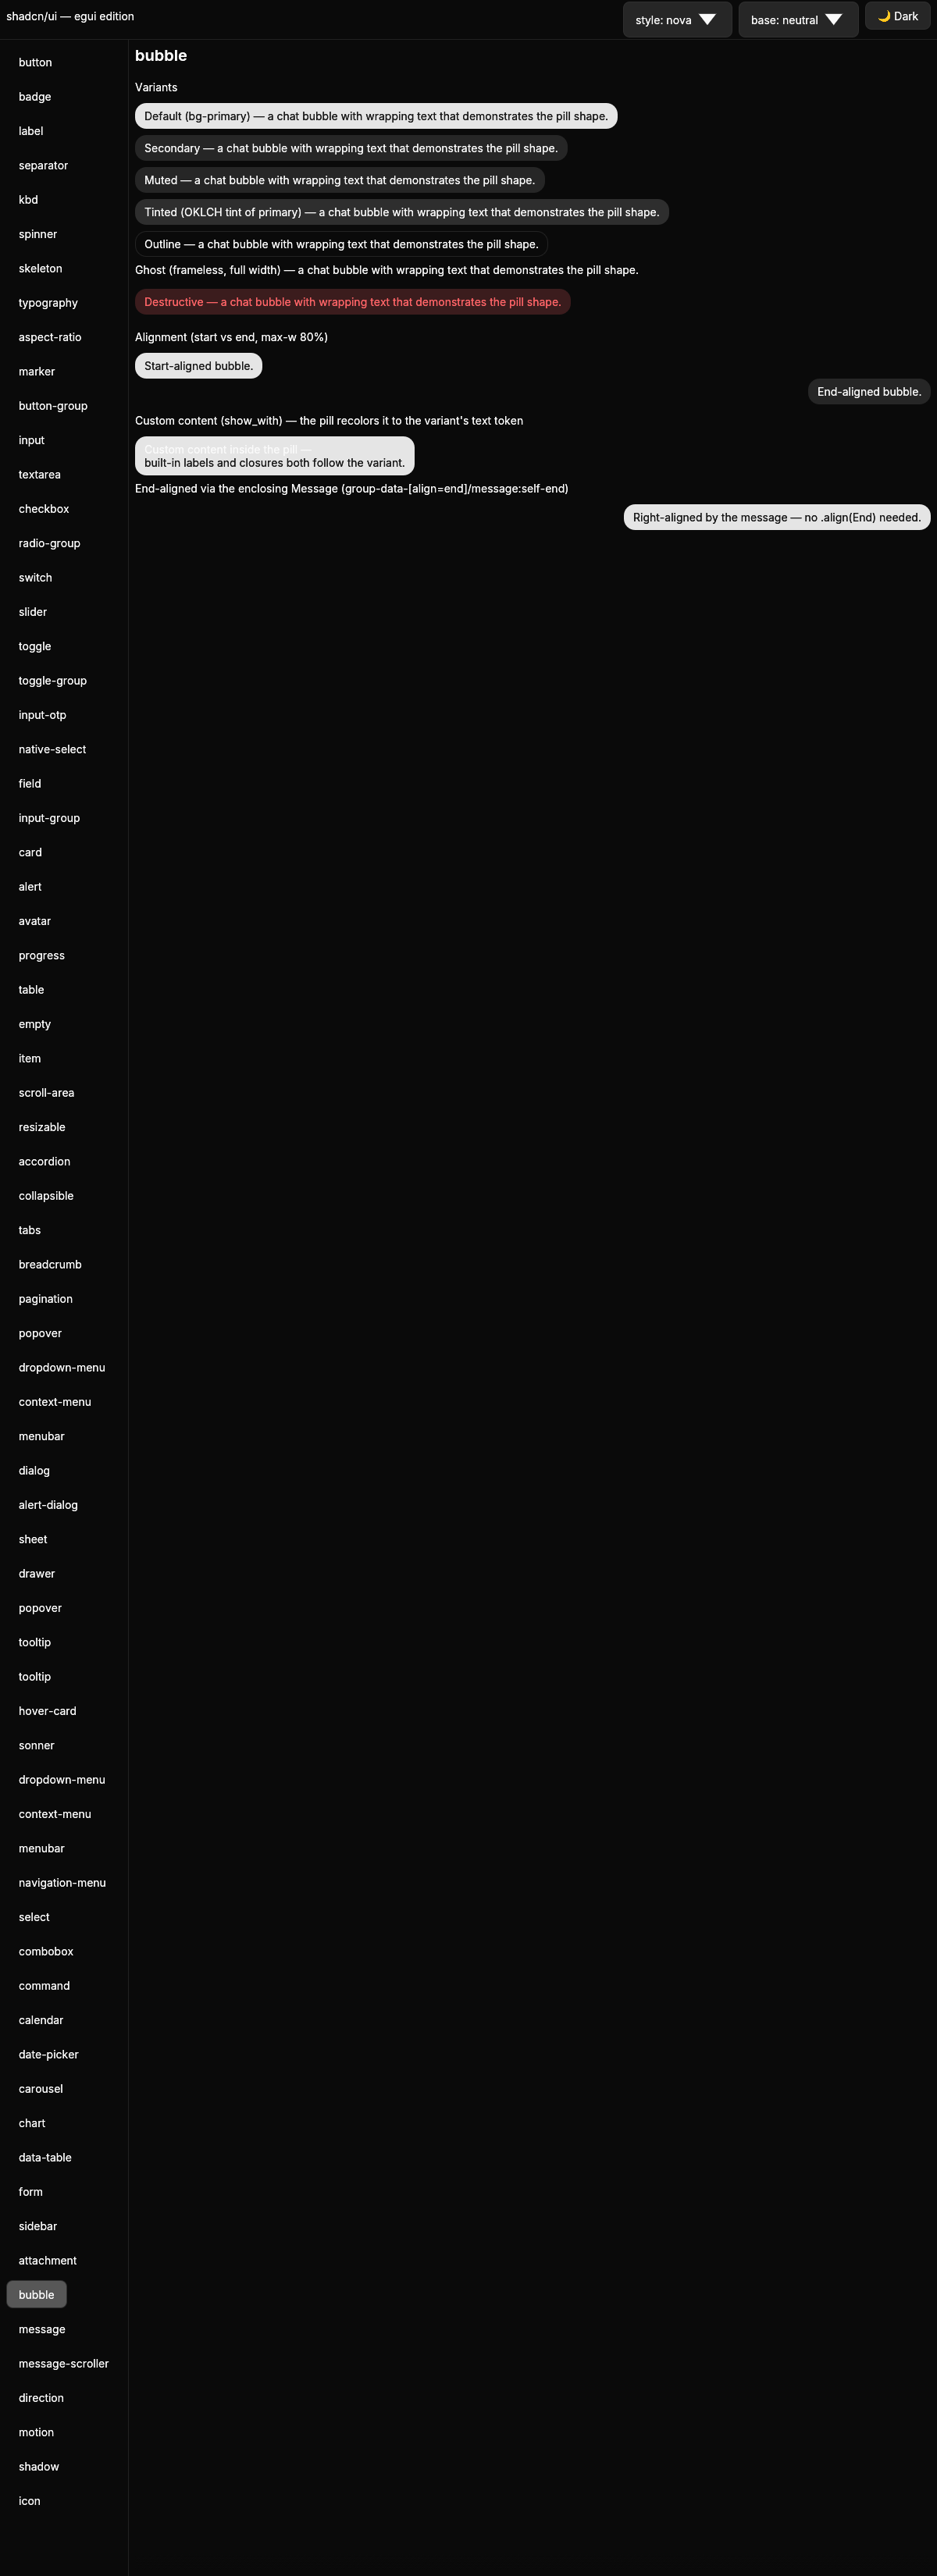 shadcn/ui — egui edition
style: nova
base: neutral
🌙 Dark
button
badge
label
separator
kbd
spinner
skeleton
typography
aspect-ratio
marker
button-group
input
textarea
checkbox
radio-group
switch
slider
toggle
toggle-group
input-otp
native-select
field
input-group
card
alert
avatar
progress
table
empty
item
scroll-area
resizable
accordion
collapsible
tabs
breadcrumb
pagination
popover
dropdown-menu
context-menu
menubar
dialog
alert-dialog
sheet
drawer
popover
tooltip
tooltip
hover-card
sonner
dropdown-menu
context-menu
menubar
navigation-menu
select
combobox
command
calendar
date-picker
carousel
chart
data-table
form
sidebar
attachment
bubble
message
message-scroller
direction
motion
shadow
icon
bubble
Variants
Default (bg-primary) — a chat bubble with wrapping text that demonstrates the pill shape.
Secondary — a chat bubble with wrapping text that demonstrates the pill shape.
Muted — a chat bubble with wrapping text that demonstrates the pill shape.
Tinted (OKLCH tint of primary) — a chat bubble with wrapping text that demonstrates the pill shape.
Outline — a chat bubble with wrapping text that demonstrates the pill shape.
Ghost (frameless, full width) — a chat bubble with wrapping text that demonstrates the pill shape.
Destructive — a chat bubble with wrapping text that demonstrates the pill shape.
Alignment (start vs end, max-w 80%)
Start-aligned bubble.
End-aligned bubble.
Custom content (show_with) — the pill recolors it to the variant's text token
Custom content inside the pill —
built-in labels and closures both follow the variant.
End-aligned via the enclosing Message (group-data-[align=end]/message:self-end)
Right-aligned by the message — no .align(End) needed.